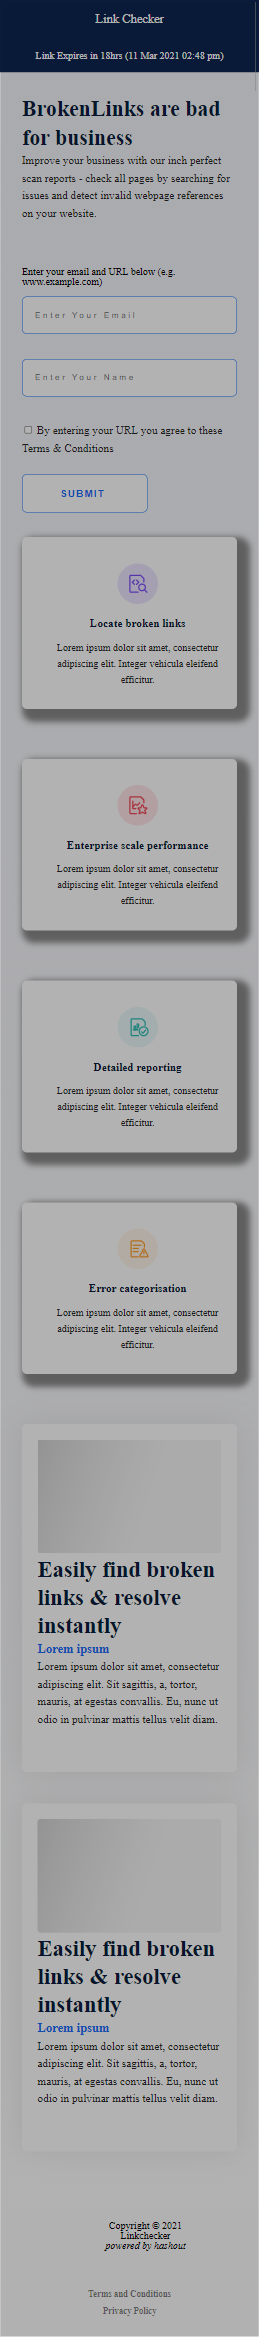 Link Checker
Link Expires in 18hrs (11 Mar 2021 02:48 pm)
BrokenLinks are bad
for business
Improve your business with our inch perfect
scan reports - check all pages by searching for
issues and detect invalid webpage references
on your website.
Enter your email and URL below (e.g.
www.example.com)
Enter Your Email
Enter Your Name
By entering your URL you agree to these
Terms & Conditions
SUBMIT
Locate broken links
Lorem ipsum dolor sit amet, consectetur
adipiscing elit. Integer vehicula eleifend
efficitur.
Enterprise scale performance
Lorem ipsum dolor sit amet, consectetur
adipiscing elit. Integer vehicula eleifend
efficitur.
Detailed reporting
Lorem ipsum dolor sit amet, consectetur
adipiscing elit. Integer vehicula eleifend
efficitur.
Error categorisation
Lorem ipsum dolor sit amet, consectetur
adipiscing elit. Integer vehicula eleifend
efficitur.
Easily find broken
links & resolve
instantly
Lorem ipsum
Lorem ipsum dolor sit amet, consectetur
adipiscing elit. Sit sagittis, a, tortor,
mauris, at egestas convallis. Eu, nunc ut
odio in pulvinar mattis tellus velit diam.
Easily find broken
links & resolve
instantly
Lorem ipsum
Lorem ipsum dolor sit amet, consectetur
adipiscing elit. Sit sagittis, a, tortor,
mauris, at egestas convallis. Eu, nunc ut
odio in pulvinar mattis tellus velit diam.
Copyright © 2021
Linkchecker
powered by hashout
Terms and Conditions
Privacy Policy